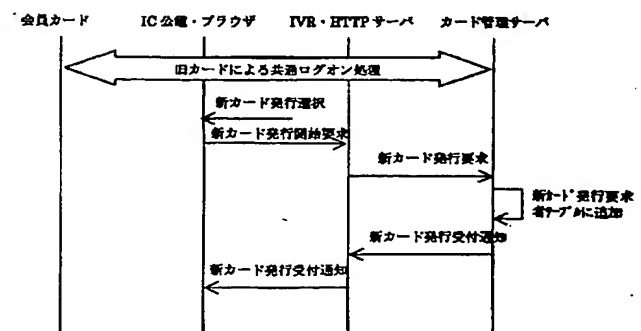 会員カード IC公電・ブラウザ IVR・HTTPサーバ カード管理サーバ
旧カードによる共通ログオン処理
新カード発行選択
新カード発行開始要求
新カード発行要求
新カード発行要求
者テーブルに追加
新カード発行受付通知
新カード発行受付通知